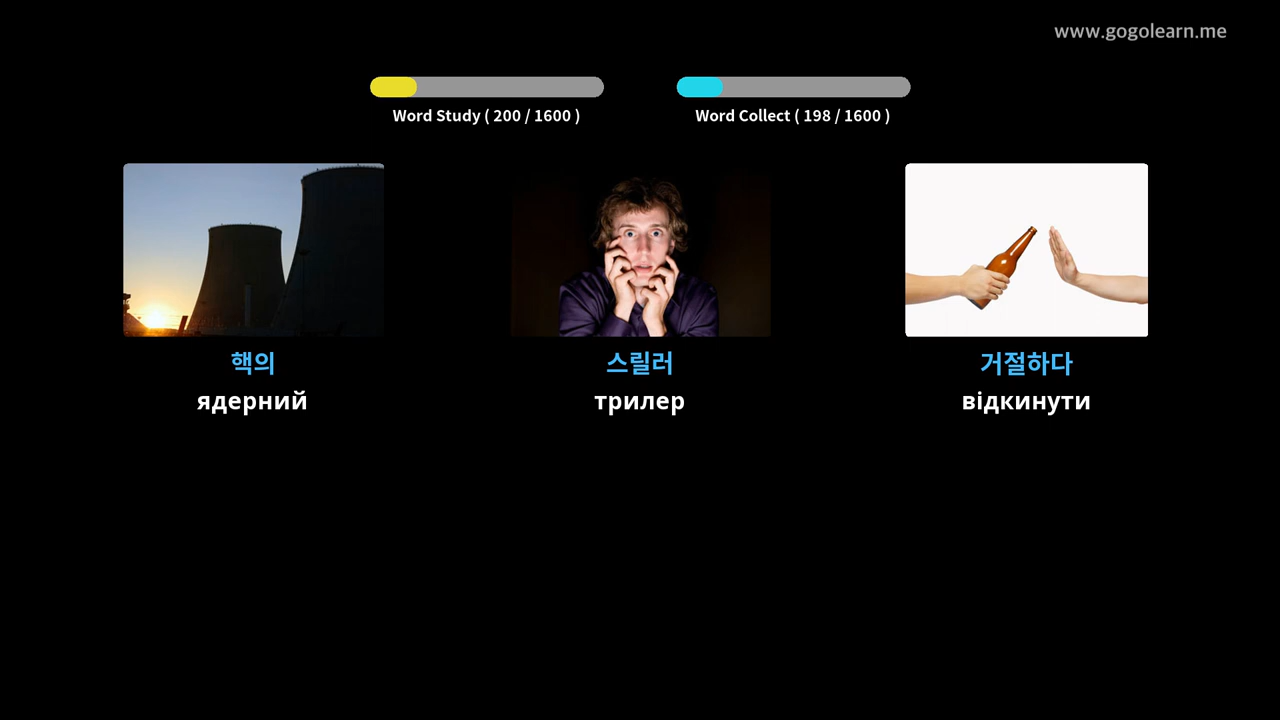 www.gogolearn.me
Word Study ( 200 / 1600 )
Word Collect ( 198 / 1600 )
핵의
ядерний
스릴러
трилер
거절하다
відкинути